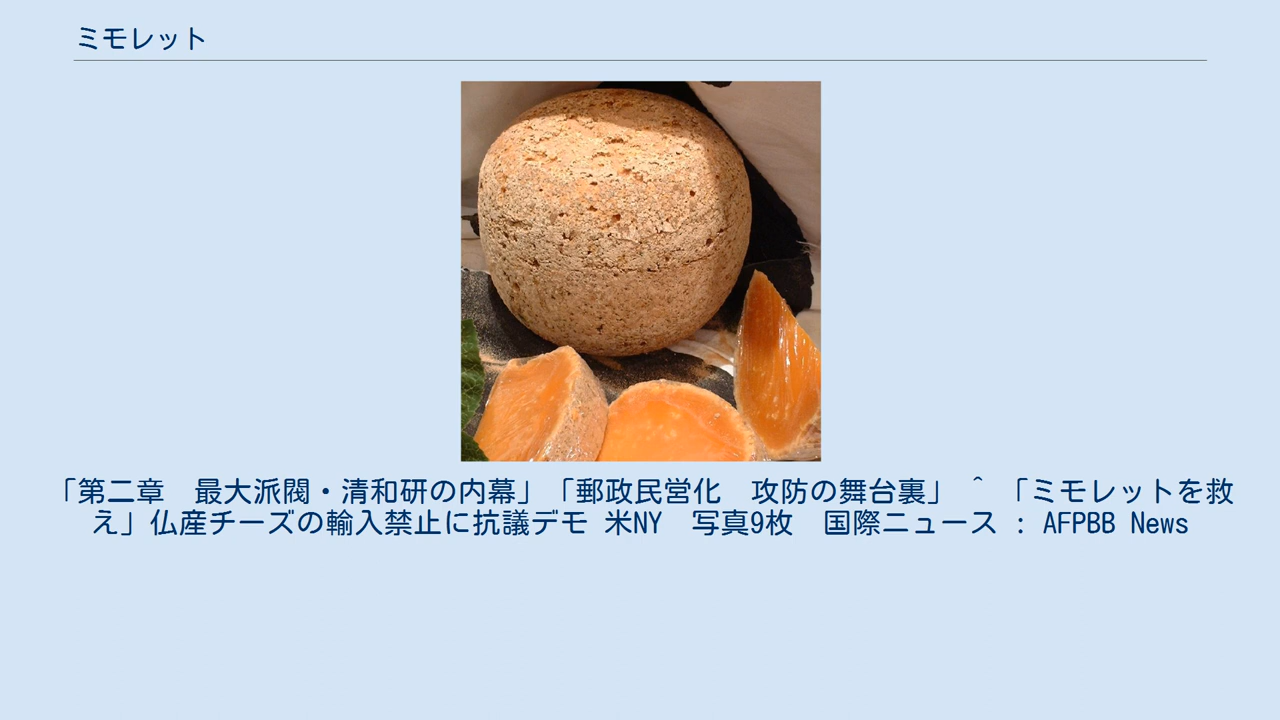 ミモレット
「第二章　最大派閥・清和研の内幕」「郵政民営化　攻防の舞台裏」 ^ 「ミモレットを救
え」仏産チーズの輸入禁止に抗議デモ 米NY　写真9枚　国際ニュース : AFPBB News